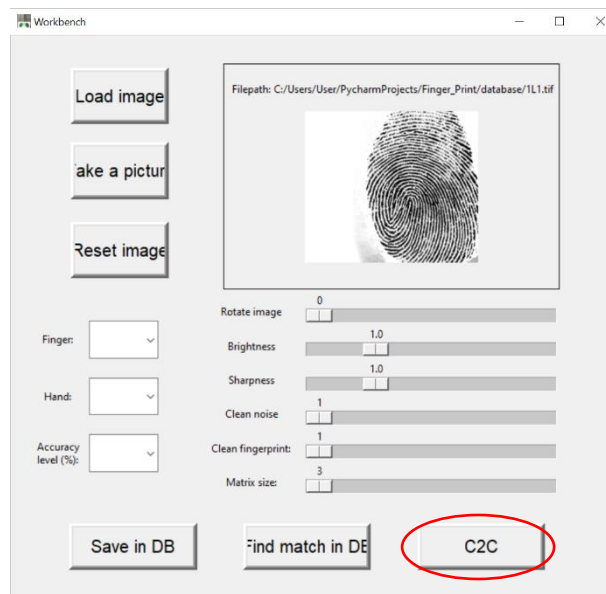 Workbench
Load image
Filepath: C:/Users/User/PycharmProjects/Finger_Print/database/1L1.tif
ake a pictur
Reset image
0
Rotate image
1.0
Finger:
Brightness
1.0
Sharpness
Hand:
1
Clean noise
1
Accuracy
level (%):
Clean fingerprint:
3
Matrix size:
Save in DB
Find match in DE
C2C